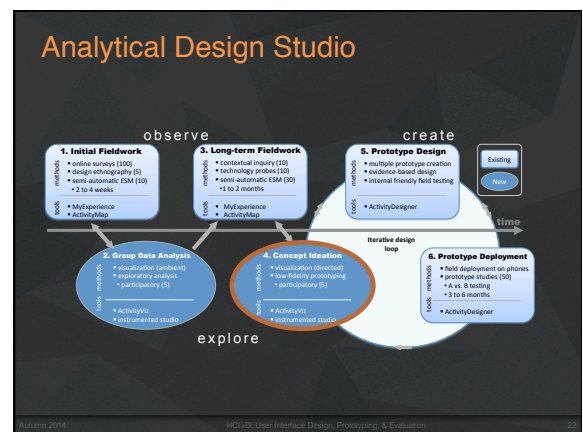 Analytical Design Studio
observe
create
1. Initial Fieldwork
methods
▪ online surveys (100)
▪ design ethnography (5)
▪ semi-automatic ESM (10)
▪ 2 to 4 weeks
tools
▪ MyExperience
▪ ActivityMap
3. Long-term Fieldwork
methods
▪ contextual inquiry (10)
▪ technology probes (10)
▪ semi-automatic ESM (30)
▪1 to 2 months
tools
▪ MyExperience
▪ ActivityMap
5. Prototype Design
methods
▪ multiple prototype creation
▪ evidence-based design
▪ internal friendly field testing
tools
▪ ActivityDesigner
Existing
New
time
2. Group Data Analysis
methods
▪ visualization (ambient)
▪ exploratory analysis
▪ participatory (5)
tools
▪ ActivityViz
▪ instrumented studio
4. Concept Ideation
methods
▪ visualization (directed)
▪ low-fidelity prototyping
▪ participatory (5)
tools
▪ ActivityViz
▪ instrumented studio
Iterative design
loop
6. Prototype Deployment
methods
▪ field deployment on phones
▪ prototype studies (50)
▪ A vs. B testing
▪ 3 to 6 months
tools
▪ ActivityDesigner
explore
Autumn 2014
HCI+D: User Interface Design, Prototyping, & Evaluation
22